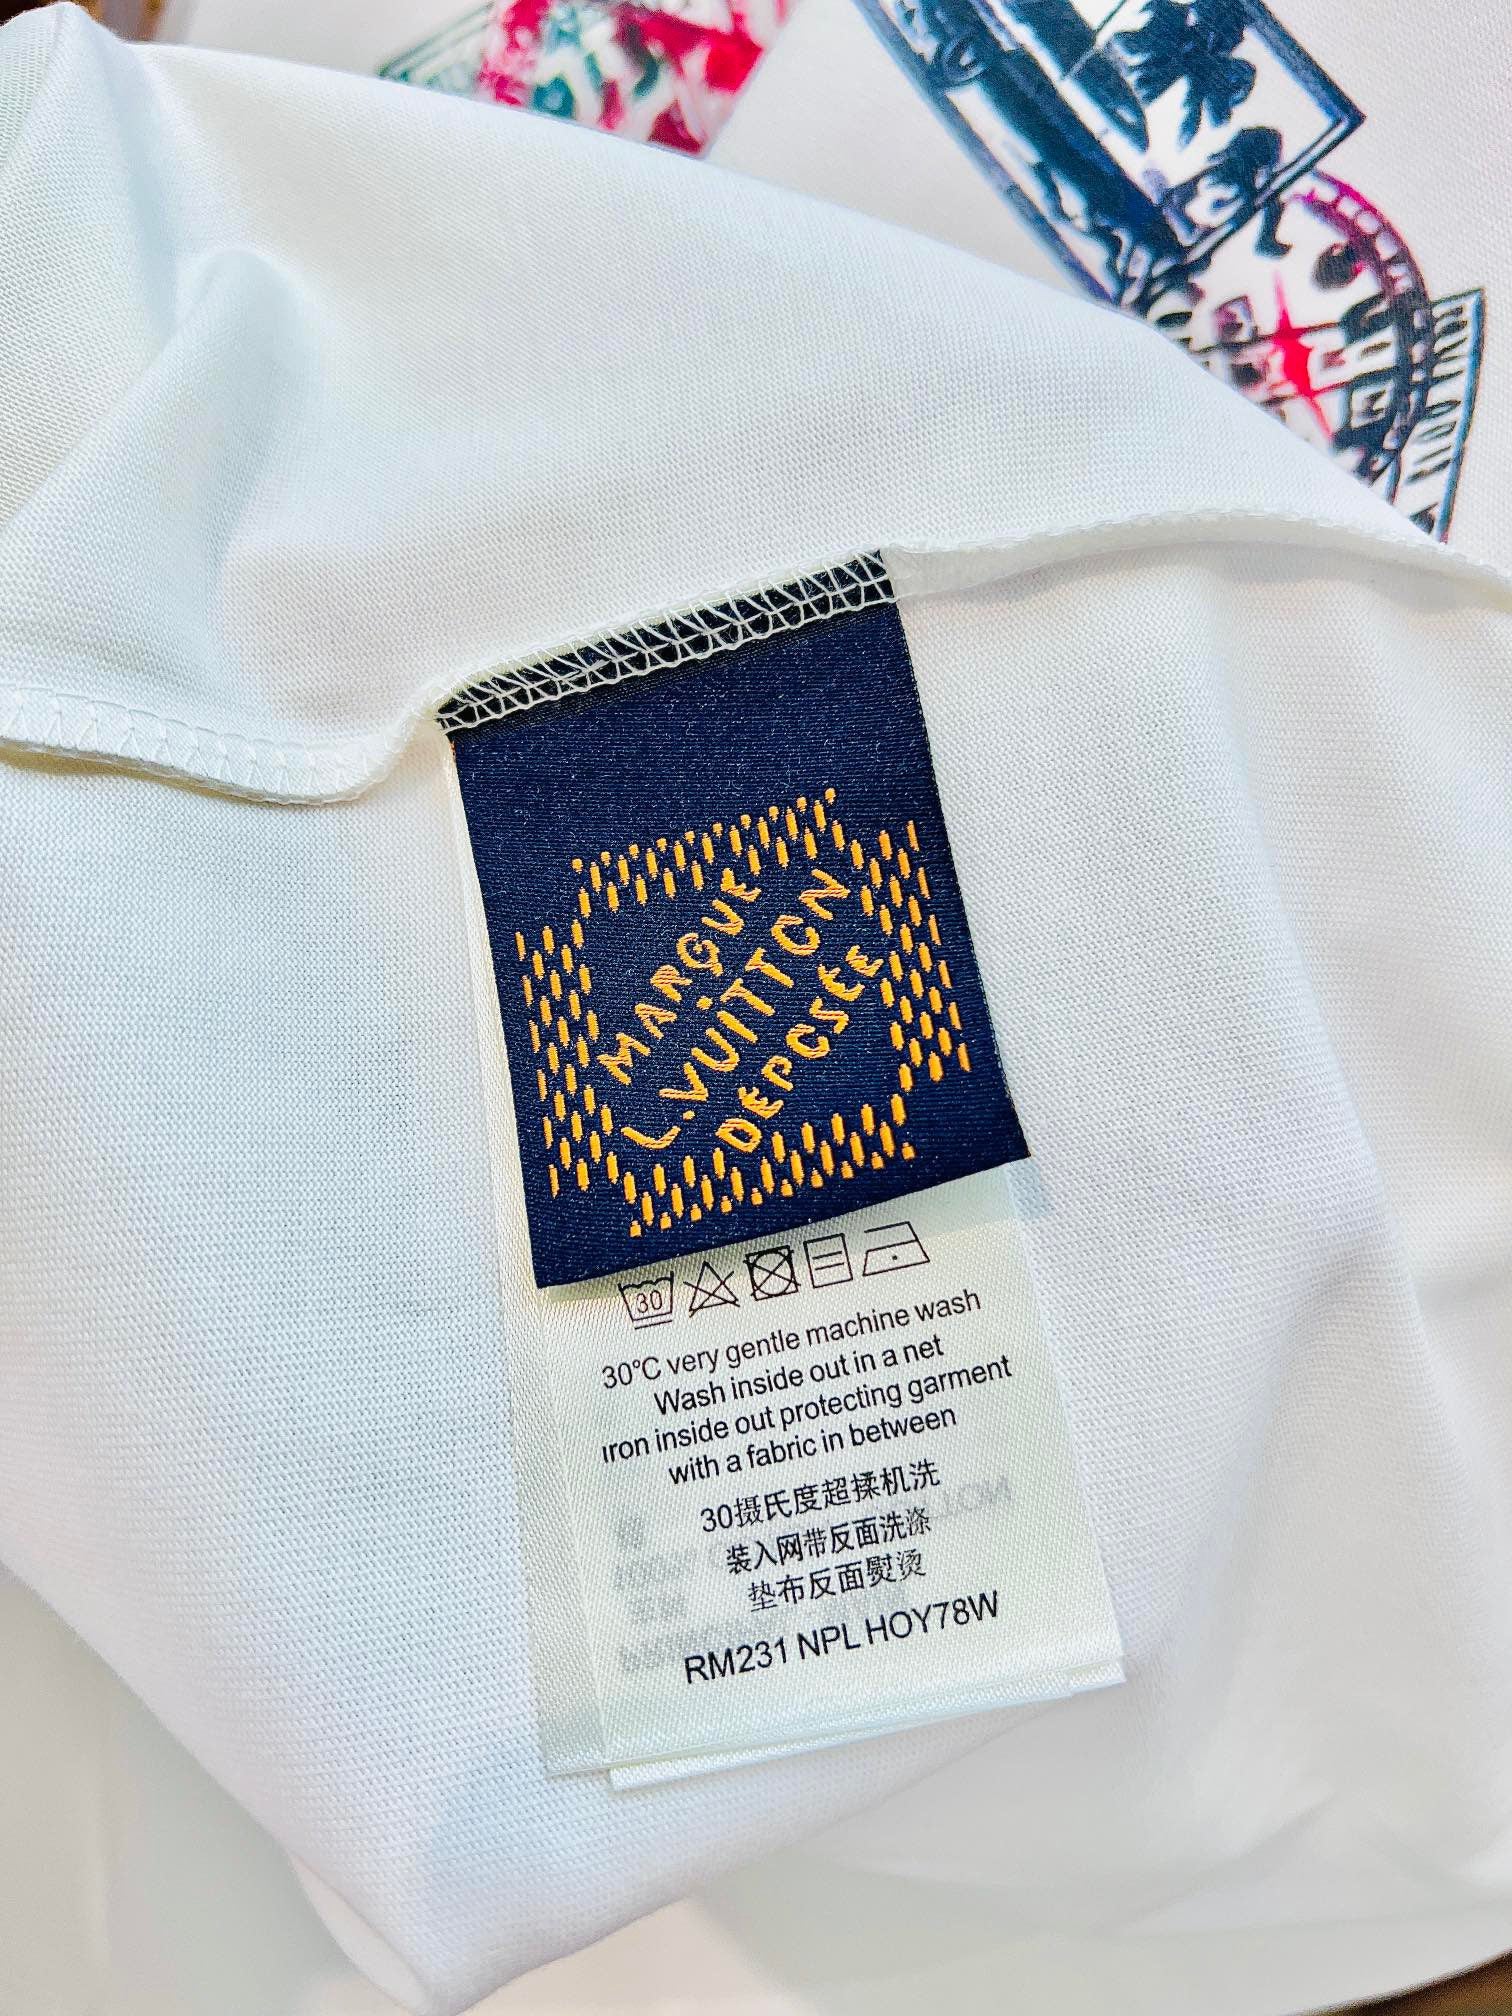 MARQUE
L.VUITTON
DEPOSÉE
30
30°C very gentle machine wash
Wash inside out in a net
iron inside out protecting garment
with a fabric in between
30摄氏度超揉机洗
装入网带反面洗涤
垫布反面熨烫
RM231 NPL HOY78W